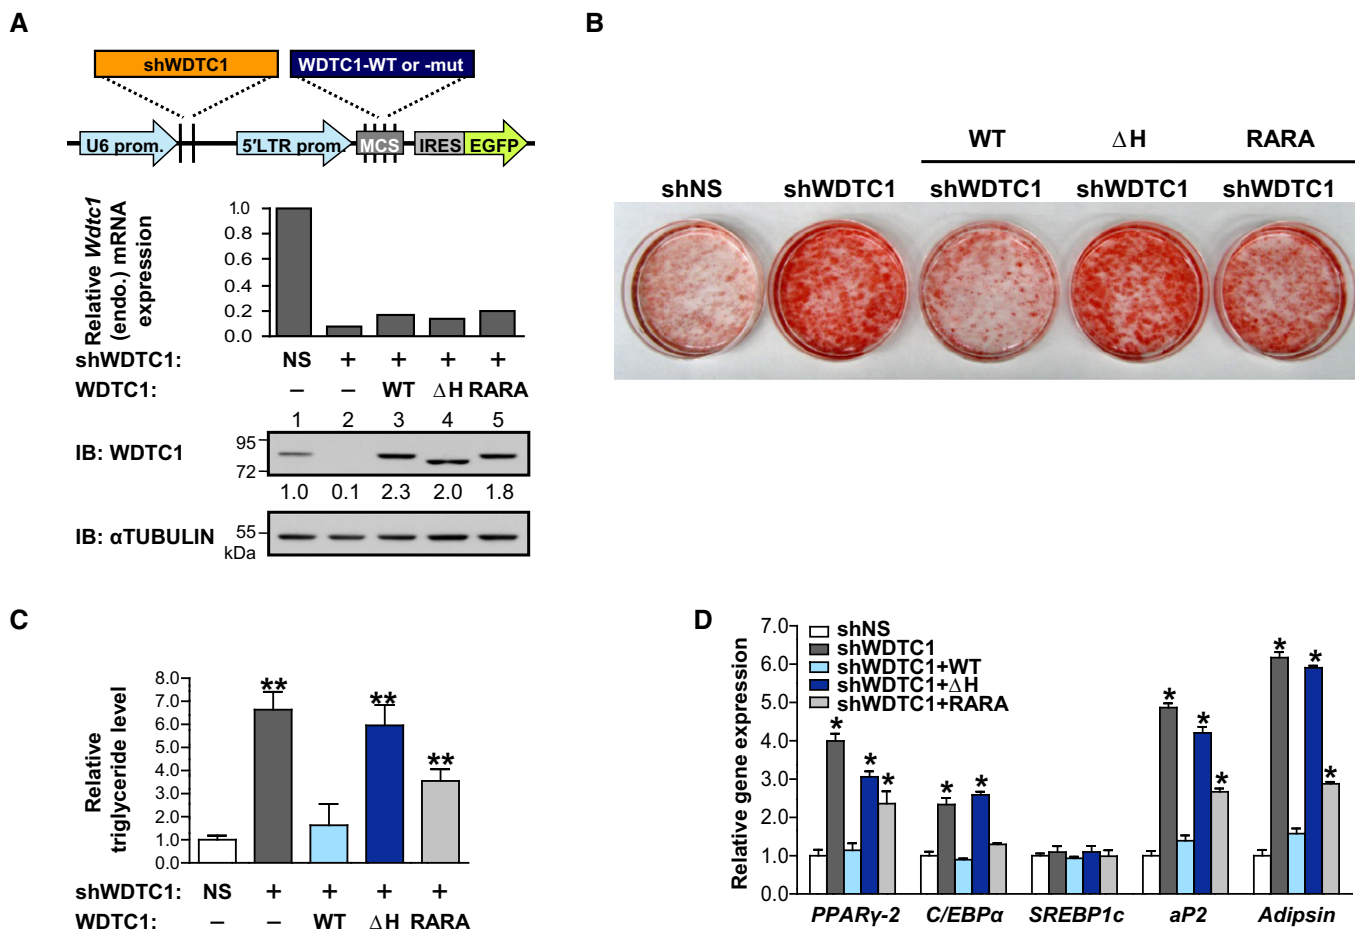 A
shWDTC1
WDTC1-WT or -mut
U6 prom.
5'LTR prom.
MCS
IRES
EGFP
Relative Wdtc1
(endo.) mRNA
expression
1.0
0.8
0.6
0.4
0.2
0.0
shWDTC1: NS + + + +
WDTC1: – – WT ΔH RARA
1 2 3 4 5
IB: WDTC1
95
72
1.0 0.1 2.3 2.0 1.8
IB: αTUBULIN
55
kDa
B
WT ΔH RARA
shNS shWDTC1 shWDTC1 shWDTC1 shWDTC1
C
Relative
triglyceride level
8.0
7.0
6.0
5.0
4.0
3.0
2.0
1.0
0.0
** ** **
shWDTC1: NS + + + +
WDTC1: – – WT ΔH RARA
D
Relative gene expression
7.0
6.0
5.0
4.0
3.0
2.0
1.0
0.0
shNS
shWDTC1
shWDTC1+WT
shWDTC1+ΔH
shWDTC1+RARA
* * * * * * * * * * *
PPARγ-2 C/EBPα SREBP1c aP2 Adipsin